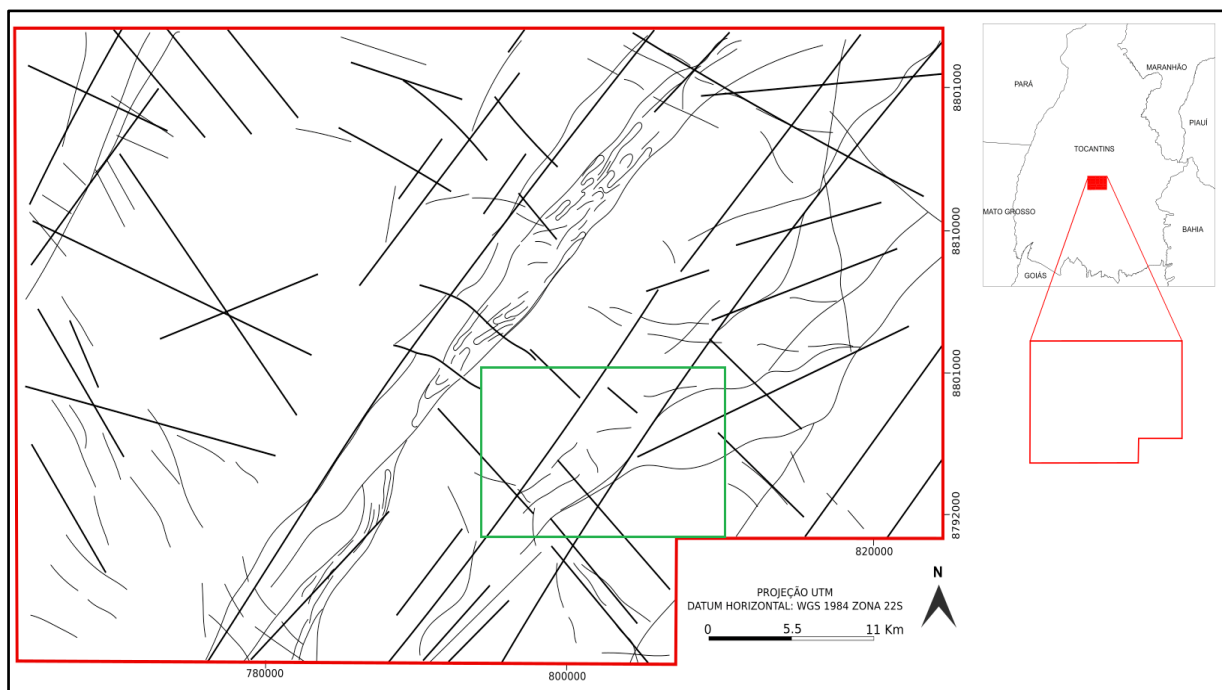 PARÁ
MARANHÃO
PIAUÍ
TOCANTINS
MATO GROSSO
BAHIA
GOIÁS
8801000
8810000
8801000
8792000
820000
780000
800000
PROJEÇÃO UTM
DATUM HORIZONTAL: WGS 1984 ZONA 22S
0 5.5 11 Km
N